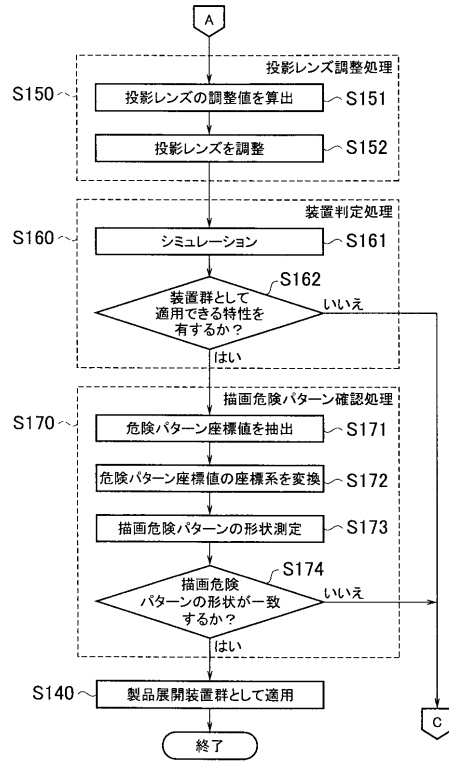 A
投影レンズ調整処理
S150
投影レンズの調整値を算出
S151
投影レンズを調整
S152
装置判定処理
S160
シミュレーション
S161
S162
装置群として
適用できる特性を
有するか？
いいえ
はい
描画危険パターン確認処理
S170
危険パターン座標値を抽出
S171
危険パターン座標値の座標系を変換
S172
描画危険パターンの形状測定
S173
S174
描画危険
パターンの形状が一致
するか？
いいえ
はい
S140
製品展開装置群として適用
C
終了